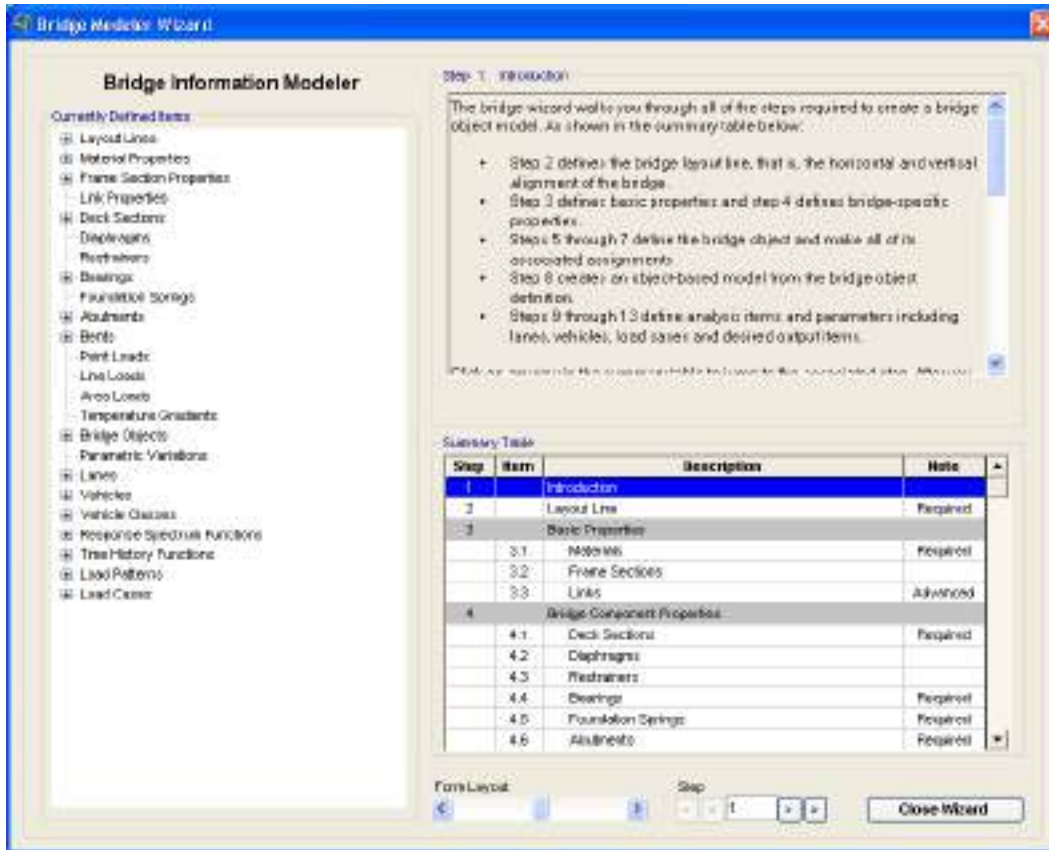 Bridge Modeler Wizard
Bridge Information Modeler
Currently Defined Items
Layout Lines
Material Properties
Frame Section Properties
Link Properties
Deck Sections
Diaphragms
Restrainers
Bearings
Foundation Springs
Abutments
Bents
Point Loads
Line Loads
Area Loads
Temperature Gradients
Bridge Objects
Parametric Variations
Lanes
Vehicles
Vehicle Classes
Response Spectrum Functions
Time History Functions
Load Patterns
Load Cases
Step 1: Introduction
The bridge wizard walks you through all of the steps required to create a bridge
object model. As shown in the summary table below:
• Step 2 defines the bridge layout line, that is, the horizontal and vertical
alignment of the bridge.
• Step 3 defines basic properties and step 4 defines bridge-specific
properties.
• Steps 5 through 7 define the bridge object and make all of its
associated assignments
• Step 8 creates an object-based model from the bridge object
definition.
• Steps 9 through 13 define analysis items and parameters including
lanes, vehicles, load cases and desired output items.
Summary Table
Step Item Description Note
1 Introduction
2 Layout Line Required
3 Basic Properties
3.1 Materials Required
3.2 Frame Sections
3.3 Links Advanced
4 Bridge Component Properties
4.1 Deck Sections Required
4.2 Diaphragms
4.3 Restrainers
4.4 Bearings Required
4.5 Foundation Springs Required
4.6 Abutments Required
Form Layout
Step
1
Close Wizard